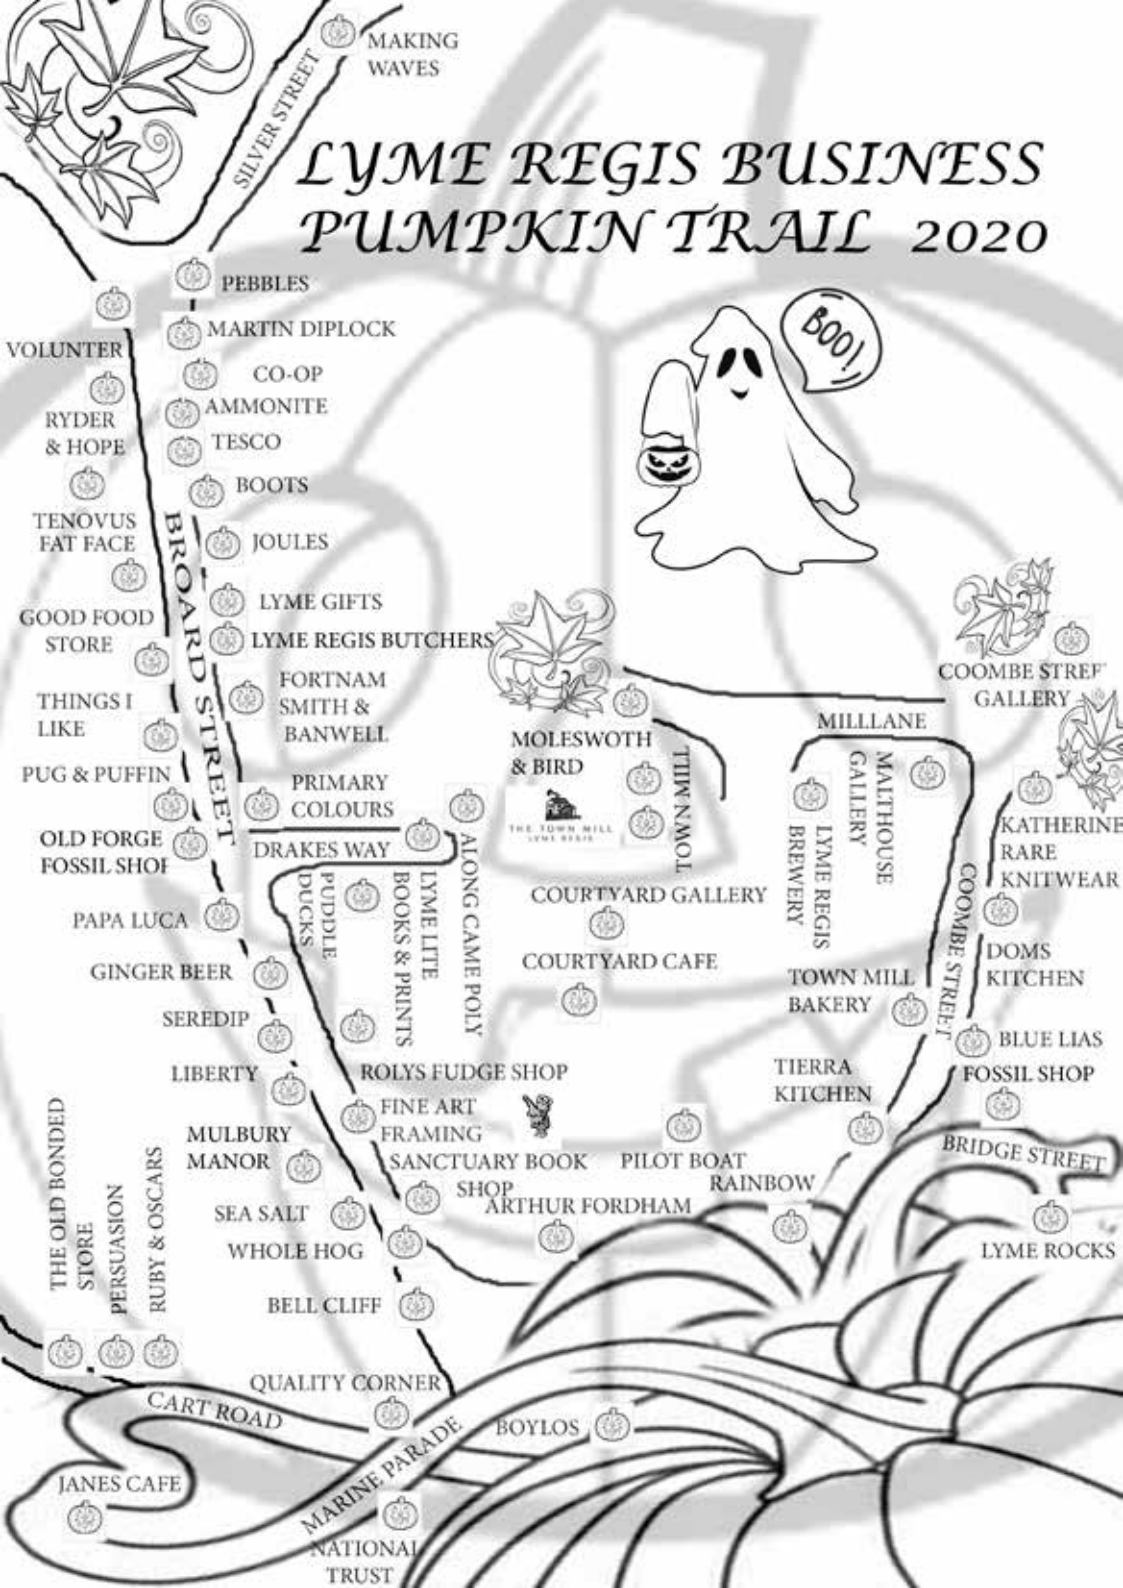 MAKING
WAVES
SILVER STREET
LYME REGIS BUSINESS
PUMPKIN TRAIL 2020
BOO!
PEBBLES
MARTIN DIPLOCK
VOLUNTER
CO-OP
AMMONITE
RYDER
& HOPE
TESCO
BOOTS
TENOVUS
FAT FACE
JOULES
BROARD STREET
GOOD FOOD
STORE
LYME GIFTS
LYME REGIS BUTCHERS
FORTNAM
SMITH &
BANWELL
THINGS I
LIKE
PUG & PUFFIN
PRIMARY
COLOURS
OLD FORGE
FOSSIL SHOP
DRAKES WAY
PAPA LUCA
PUDDLE
DUCKS
LYME LITE
BOOKS & PRINTS
ALONG CAME POLY
GINGER BEER
SEREDIP
LIBERTY
ROLYS FUDGE SHOP
FINE ART
FRAMING
MULBURY
MANOR
SANCTUARY BOOK
SHOP
SEA SALT
WHOLE HOG
ARTHUR FORDHAM
PILOT BOAT
RAINBOW
BELL CLIFF
MOLESWOTH
& BIRD
THE TOWN MILL
LYME REGIS
TOWN MILL
COURTYARD GALLERY
COURTYARD CAFE
MILLLANE
COOMBE STREE
GALLERY
MALTHOUSE
GALLERY
LYME REGIS
BREWERY
KATHERINE
RARE
KNITWEAR
COOMBE STREET
DOMS
KITCHEN
TOWN MILL
BAKERY
BLUE LIAS
FOSSIL SHOP
TIERRA
KITCHEN
BRIDGE STREET
LYME ROCKS
THE OLD BONDED
STORE
PERSUASION
RUBY & OSCARS
QUALITY CORNER
CART ROAD
BOYLOS
MARINE PARADE
JANES CAFE
NATIONAL
TRUST